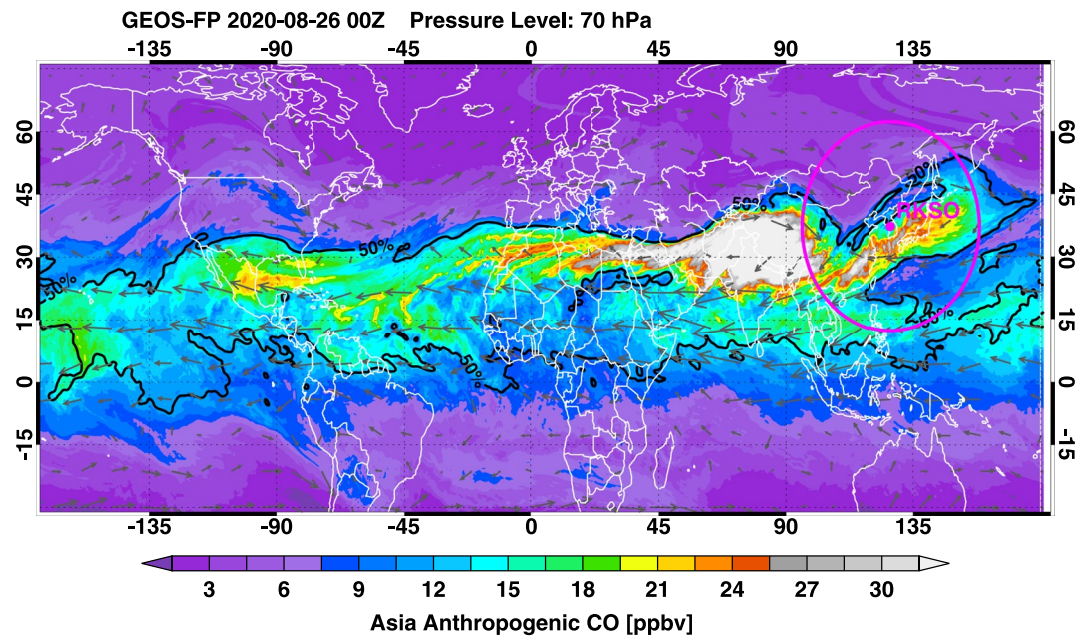 GEOS-FP 2020-08-26 00Z Pressure Level: 70 hPa
-135 -90 -45 0 45 90 135
60 60
45 45
30 30
15 15
0 0
-15 -15
50%
50%
50%
50%
50%
50%
50%
RKSO
-135 -90 -45 0 45 90 135
3 6 9 12 15 18 21 24 27 30
Asia Anthropogenic CO [ppbv]